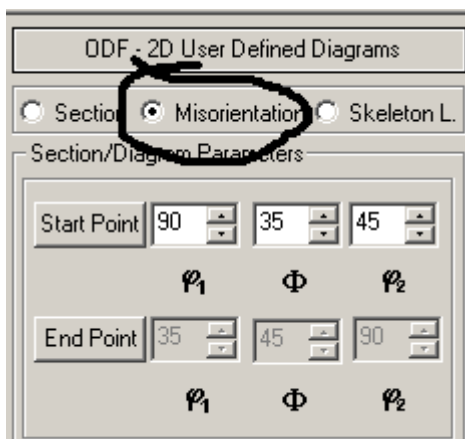 ODF - 2D User Defined Diagrams
Section Misorientation Skeleton L.
Section/Diagram Parameters
Start Point 90 35 45
φ1 Φ φ2
End Point 35 45 90
φ1 Φ φ2